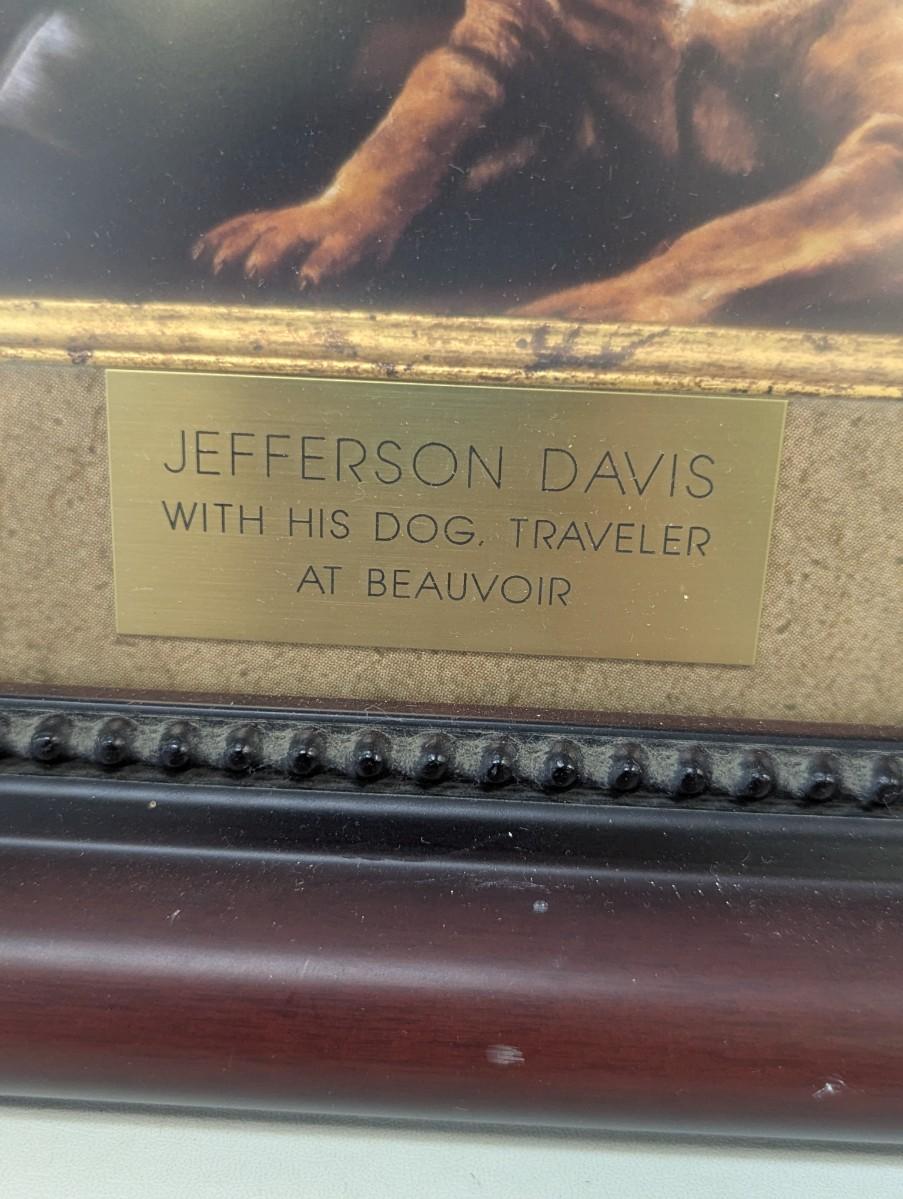 JEFFERSON DAVIS
WITH HIS DOG, TRAVELER
AT BEAUVOIR